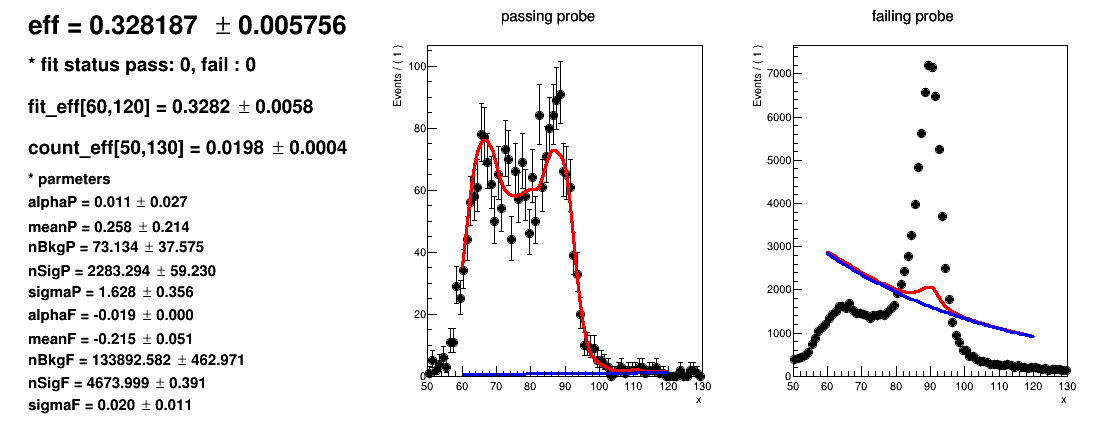 eff = 0.328187 ± 0.005756
* fit status pass: 0, fail : 0
fit_eff[60,120] = 0.3282 ± 0.0058
count_eff[50,130] = 0.0198 ± 0.0004
* parmeters
alphaP = 0.011 ± 0.027
meanP = 0.258 ± 0.214
nBkgP = 73.134 ± 37.575
nSigP = 2283.294 ± 59.230
sigmaP = 1.628 ± 0.356
alphaF = -0.019 ± 0.000
meanF = -0.215 ± 0.051
nBkgF = 133892.582 ± 462.971
nSigF = 4673.999 ± 0.391
sigmaF = 0.020 ± 0.011
passing probe
Events / ( 1 )
100
80
60
40
20
0
50 60 70 80 90 100 110 120 130
x
failing probe
Events / ( 1 )
7000
6000
5000
4000
3000
2000
1000
0
50 60 70 80 90 100 110 120 130
x